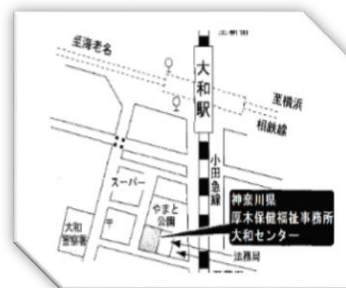 至海老名
大和駅
至横浜
相鉄線
小田急線
スーパー
やまと
公園
神奈川県
厚木保健福祉事務所
大和センター
大和
警察署
法務局